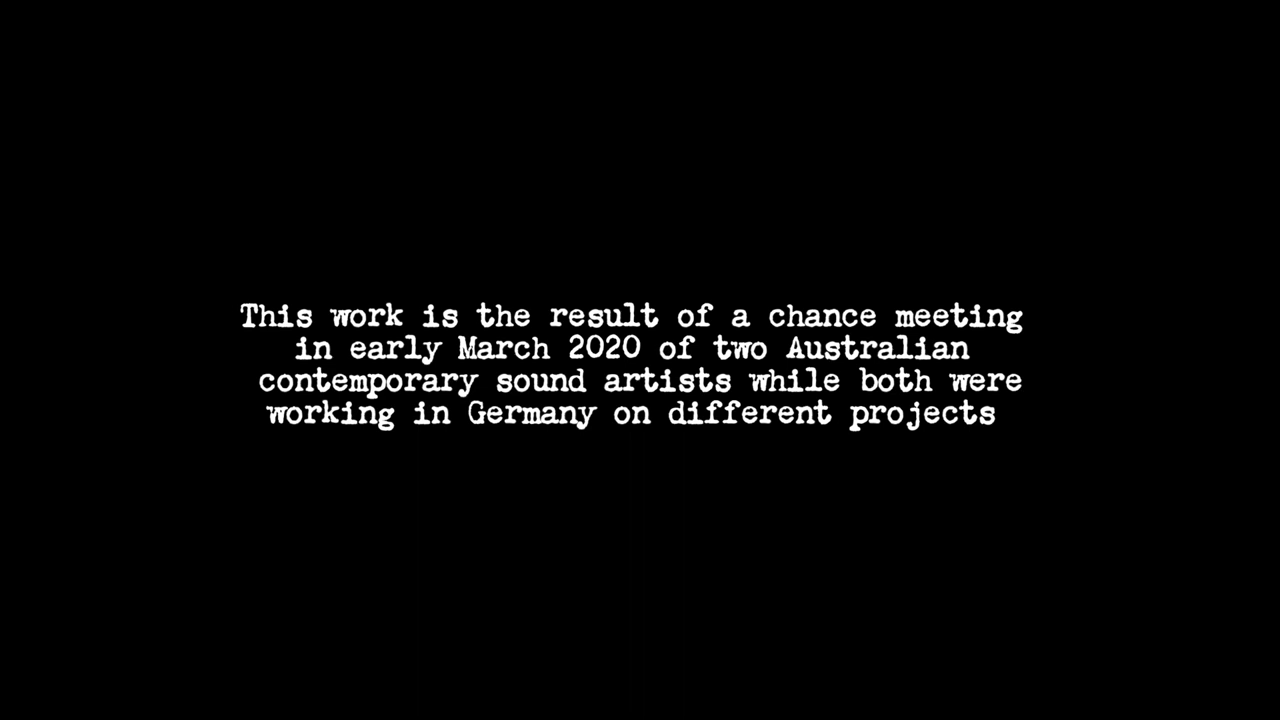 This work is the result of a chance meeting
in early March 2020 of two Australian
contemporary sound artists while both were
working in Germany on different projects